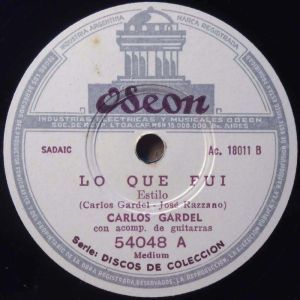 INDUSTRIA ARGENTINA
MARCA REGISTRADA
Odeon
INDUSTRIAS ELECTRICAS Y MUSICALES ODEON
SOC. DE RESP. LTDA. CAP. M$N 15.000.000 Bs. AIRES
SADAIC
Ac. 18011 B
LO QUE FUI
Estilo
(Carlos Gardel - José Razzano)
CARLOS GARDEL
con acomp. de guitarras
54048 A
Medium
Serie: DISCOS DE COLECCION